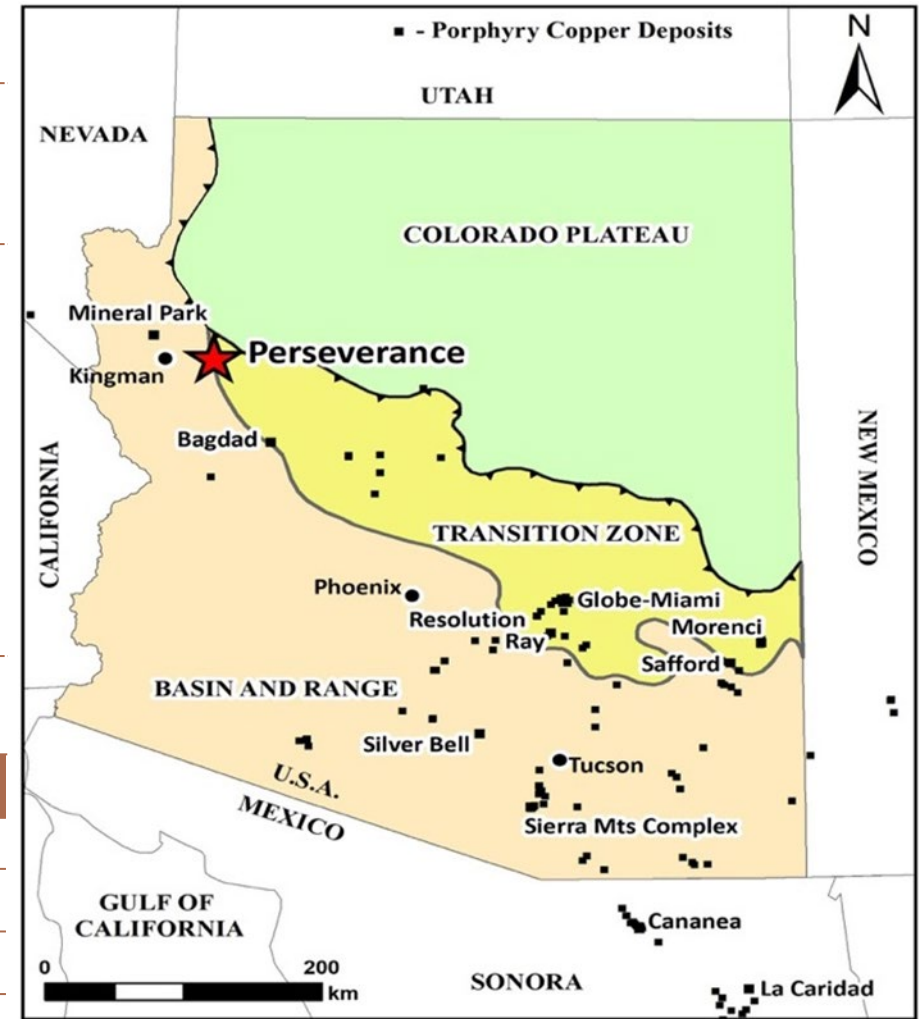 ■ - Porphyry Copper Deposits
N
UTAH
NEVADA
COLORADO PLATEAU
Mineral Park
Perseverance
Kingman
Bagdad
CALIFORNIA
NEW MEXICO
TRANSITION ZONE
Phoenix
Globe-Miami
Resolution
Morenci
Ray
Safford
BASIN AND RANGE
Silver Bell
Tucson
U.S.A.
MEXICO
Sierra Mts Complex
GULF OF
CALIFORNIA
Cananea
0 200
km
SONORA
La Caridad